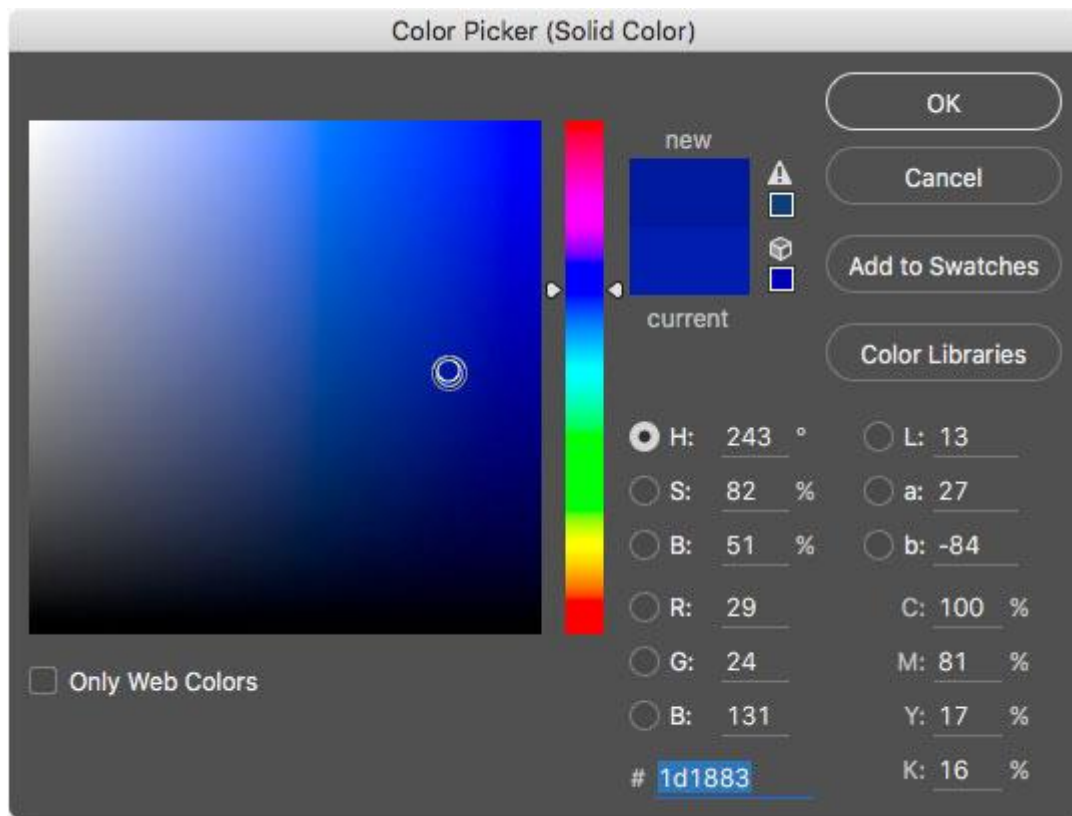 Color Picker (Solid Color)
OK
new
Cancel
Add to Swatches
current
Color Libraries
H: 243 °
L: 13
S: 82 %
a: 27
B: 51 %
b: -84
R: 29
C: 100 %
G: 24
M: 81 %
Only Web Colors
B: 131
Y: 17 %
# 1d1883
K: 16 %